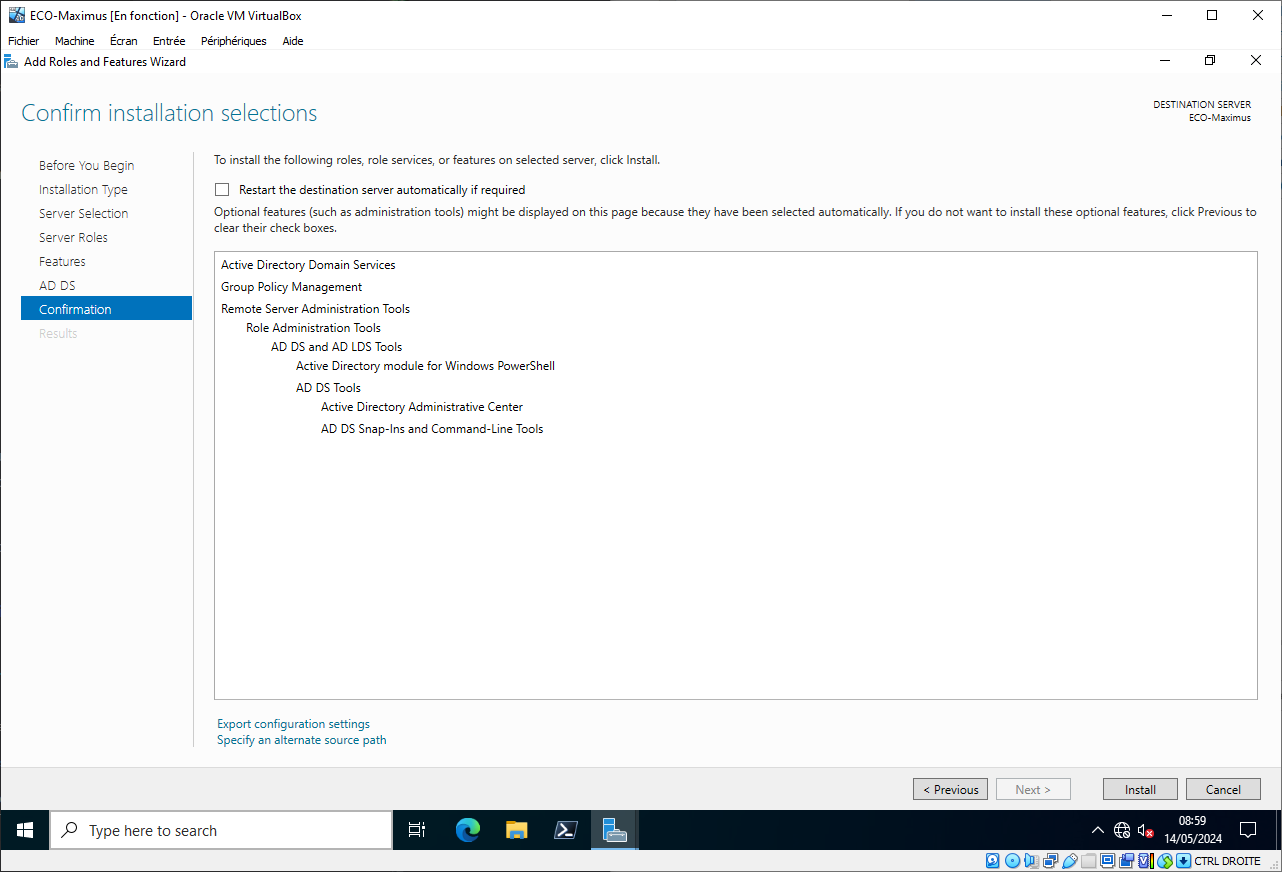 ECO-Maximus [En fonction] - Oracle VM VirtualBox
Fichier Machine Écran Entrée Périphériques Aide
Add Roles and Features Wizard
Confirm installation selections
DESTINATION SERVER
ECO-Maximus
Before You Begin
Installation Type
Server Selection
Server Roles
Features
AD DS
Confirmation
Results
To install the following roles, role services, or features on selected server, click Install.
Restart the destination server automatically if required
Optional features (such as administration tools) might be displayed on this page because they have been selected automatically. If you do not want to install these optional features, click Previous to
clear their check boxes.
Active Directory Domain Services
Group Policy Management
Remote Server Administration Tools
Role Administration Tools
AD DS and AD LDS Tools
Active Directory module for Windows PowerShell
AD DS Tools
Active Directory Administrative Center
AD DS Snap-Ins and Command-Line Tools
Export configuration settings
Specify an alternate source path
< Previous
Next >
Install
Cancel
Type here to search
08:59
14/05/2024
CTRL DROITE